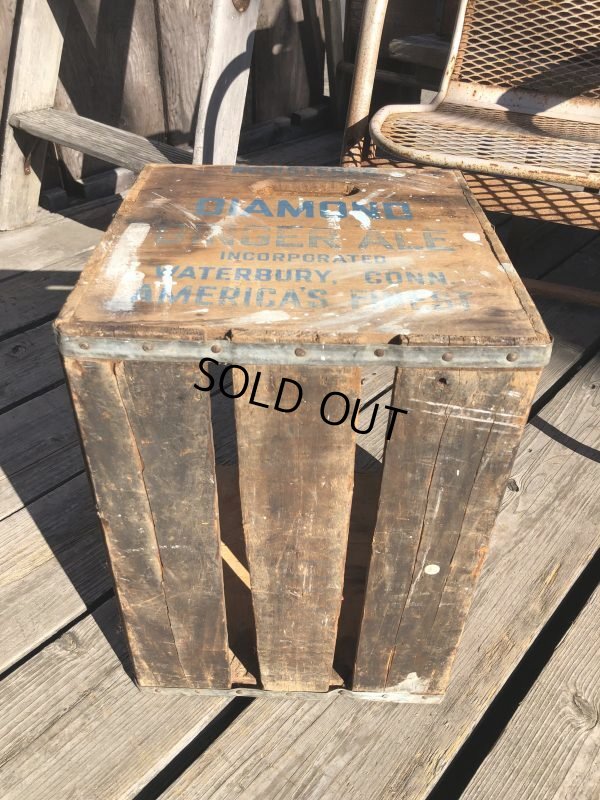 DIAMOND
GINGER ALE
INCORPORATED
WATERBURY, CONN
AMERICA'S FINEST
SOLD OUT